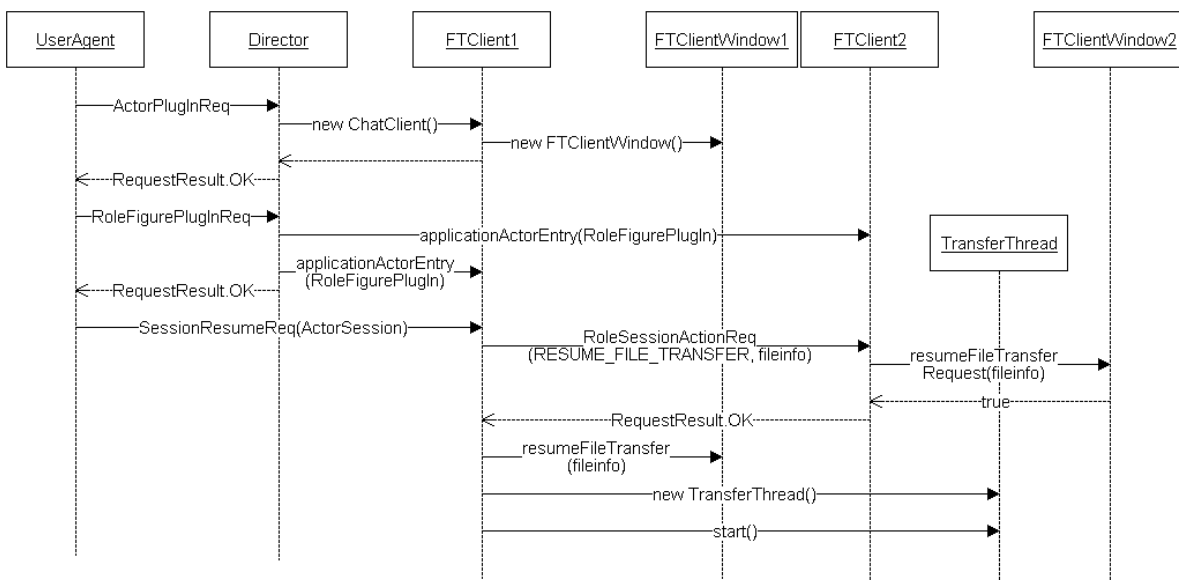 UserAgent
Director
FTClient1
FTClientWindow1
FTClient2
FTClientWindow2
ActorPlugInReq
new ChatClient()
new FTClientWindow()
RequestResult.OK
RoleFigurePlugInReq
applicationActorEntry(RoleFigurePlugIn)
TransferThread
applicationActorEntry
(RoleFigurePlugIn)
RequestResult.OK
SessionResumeReq(ActorSession)
RoleSessionActionReq
(RESUME_FILE_TRANSFER, fileinfo)
resumeFileTransfer
Request(fileinfo)
true
RequestResult.OK
resumeFileTransfer
(fileinfo)
new TransferThread()
start()